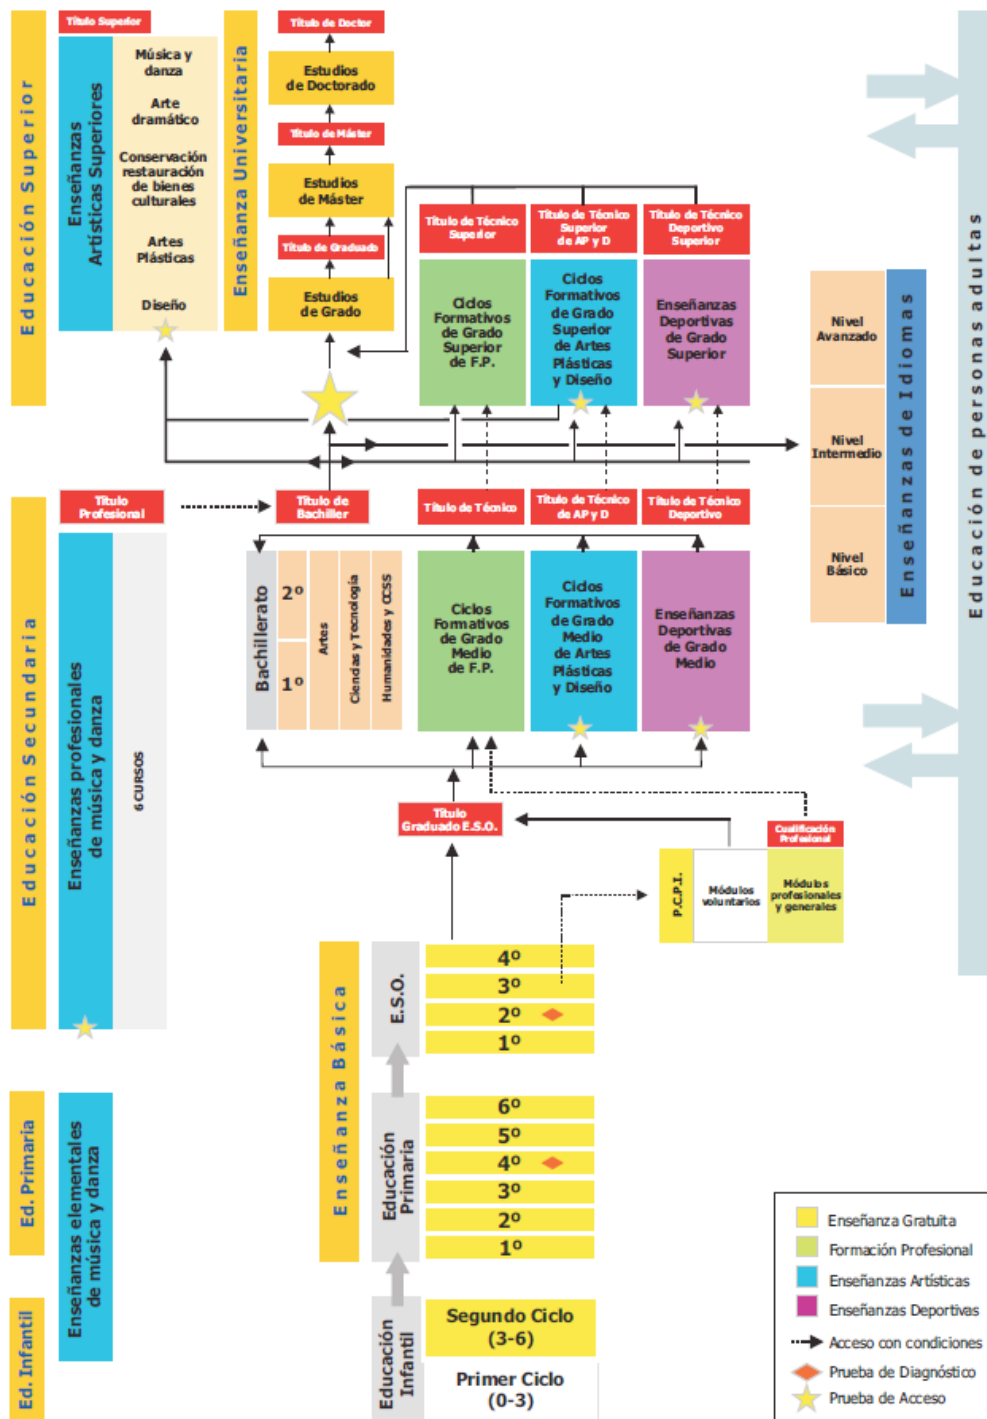 Educación Superior
Título Superior
Enseñanzas
Artísticas Superiores
Música y
danza
Arte
dramático
Conservación
restauración
de bienes
culturales
Artes
Plásticas
Diseño
Enseñanza Universitaria
Título de Doctor
Estudios
de Doctorado
Título de Máster
Estudios
de Máster
Título de Graduado
Estudios
de Grado
Título de Técnico
Superior
Título de Técnico
Superior
de AP y D
Título de Técnico
Deportivo
Superior
Ciclos
Formativos
de Grado
Superior
de F.P.
Ciclos
Formativos
de Grado
Superior
de Artes
Plásticas
y Diseño
Enseñanzas
Deportivas
de Grado
Superior
Nivel
Avanzado
Nivel
Intermedio
Nivel
Básico
Enseñanzas de Idiomas
Educación de personas adultas
Educación Secundaria
Título
Profesional
Título de
Bachiller
Título de Técnico
Título de Técnico
de AP y D
Título de Técnico
Deportivo
Enseñanzas profesionales
de música y danza
6 CURSOS
Bachillerato
2º
1º
Artes
Ciendas y Tecnología
Humanidades y CCSS
Ciclos
Formativos
de Grado
Medio
de F.P.
Ciclos
Formativos
de Grado
Medio
de Artes
Plásticas
y Diseño
Enseñanzas
Deportivas
de Grado
Medio
Título
Graduado E.S.O.
Cualificación
Profesional
P.C.P.I.
Módulos
voluntarios
Módulos
profesionales
y generales
Enseñanza Básica
E.S.O.
4º
3º
2º
1º
Ed. Primaria
Enseñanzas elementales
de música y danza
Educación
Primaria
6º
5º
4º
3º
2º
1º
Ed. Infantil
Educación
Infantil
Segundo Ciclo
(3-6)
Primer Ciclo
(0-3)
Enseñanza Gratuita
Formación Profesional
Enseñanzas Artísticas
Enseñanzas Deportivas
Acceso con condiciones
Prueba de Diagnóstico
Prueba de Acceso